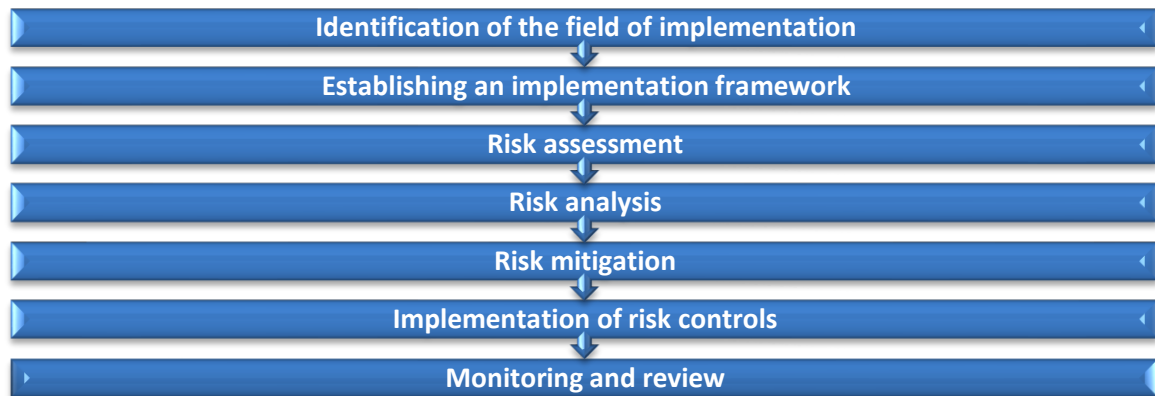 Identification of the field of implementation
Establishing an implementation framework
Risk assessment
Risk analysis
Risk mitigation
Implementation of risk controls
Monitoring and review